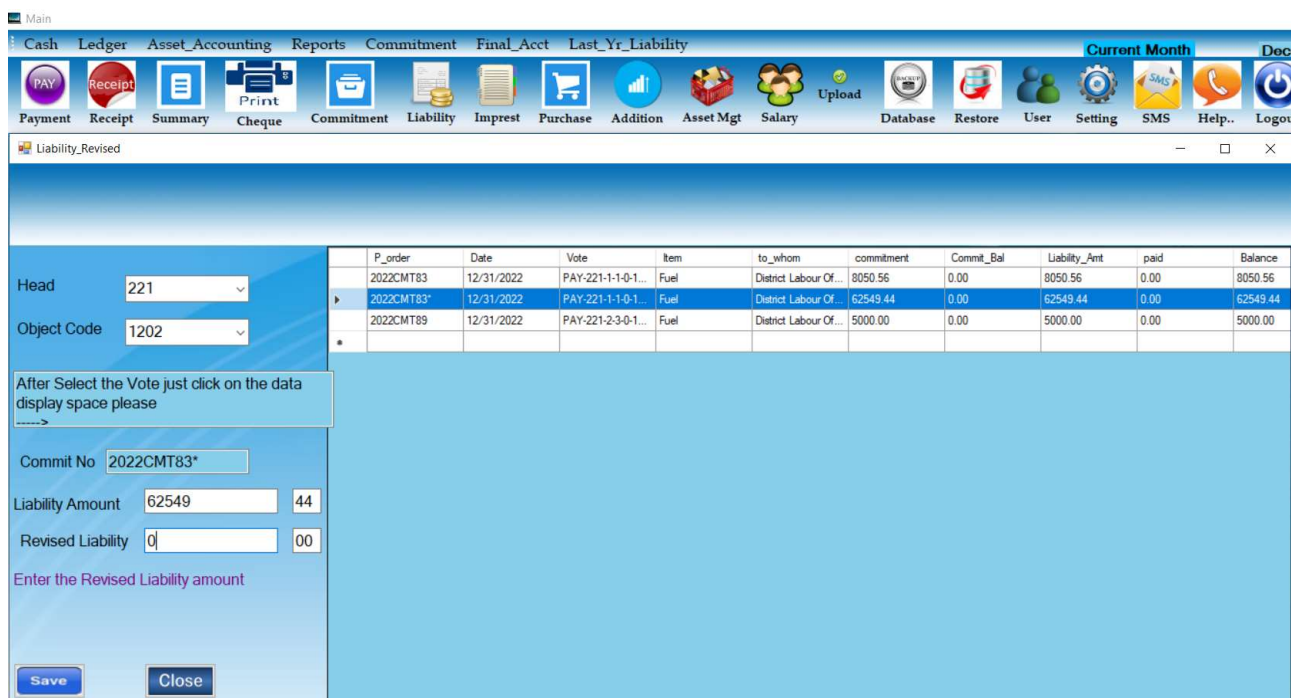 Main
Cash Ledger Asset_Accounting Reports Commitment Final_Acct Last_Yr_Liability
Current Month Dec
PAY Receipt Print BACKUP SMS
Payment Receipt Summary Cheque Commitment Liability Imprest Purchase Addition Asset Mgt Salary Upload Database Restore User Setting SMS Help.. Logou
Liability_Revised
P_order Date Vote Item to_whom commitment Commit_Bal Liability_Amt paid Balance
2022CMT83 12/31/2022 PAY-221-1-1-0-1... Fuel District Labour Of... 8050.56 0.00 8050.56 0.00 8050.56
2022CMT83* 12/31/2022 PAY-221-1-1-0-1... Fuel District Labour Of... 62549.44 0.00 62549.44 0.00 62549.44
2022CMT89 12/31/2022 PAY-221-2-3-0-1... Fuel District Labour Of... 5000.00 0.00 5000.00 0.00 5000.00
Head 221
Object Code 1202
After Select the Vote just click on the data
display space please
----->
Commit No 2022CMT83*
Liability Amount 62549 44
Revised Liability 0 00
Enter the Revised Liability amount
Save Close